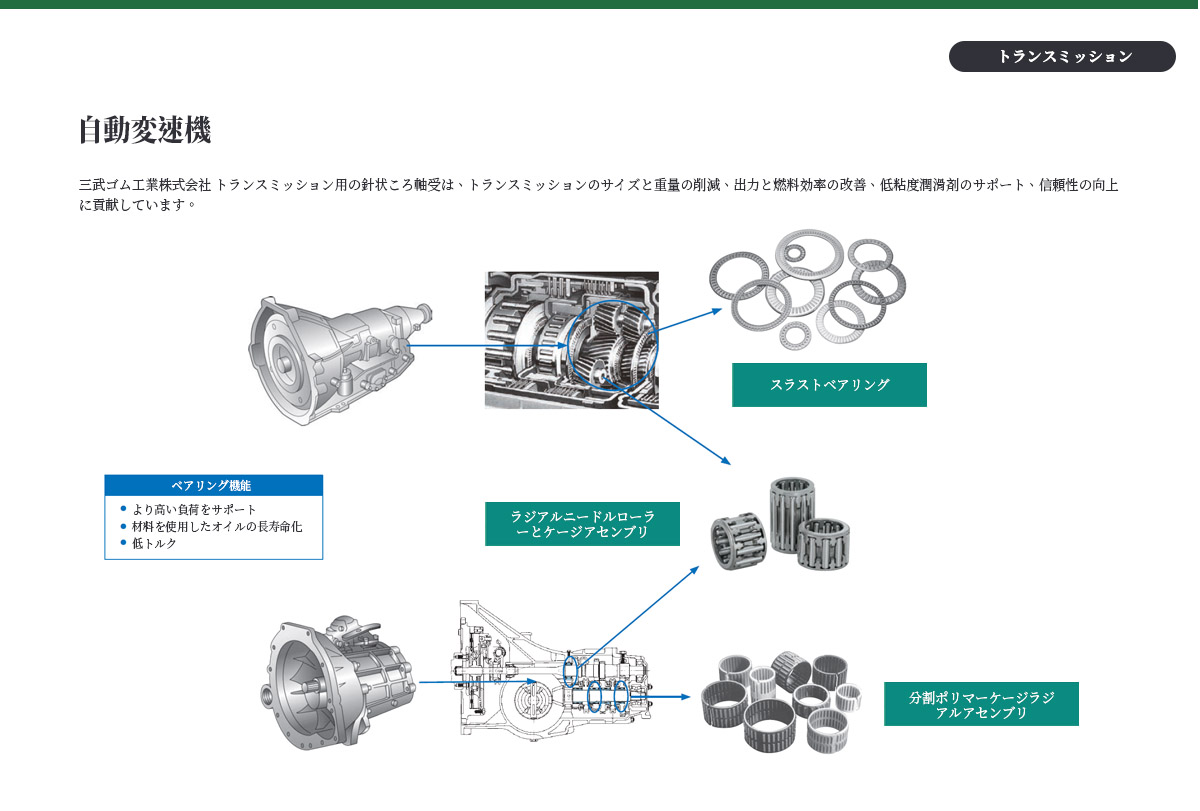 トランスミッション
自動変速機
三武ゴム工業株式会社 トランスミッション用の針状ころ軸受は、トランスミッションのサイズと重量の削減、出力と燃料効率の改善、低粘度潤滑剤のサポート、信頼性の向上
に貢献しています。
スラストベアリング
ベアリング機能
● より高い負荷をサポート
● 材料を使用したオイルの長寿命化
● 低トルク
ラジアルニードルローラ
ーとケージアセンブリ
分割ポリマーケージラジ
アルアセンブリ